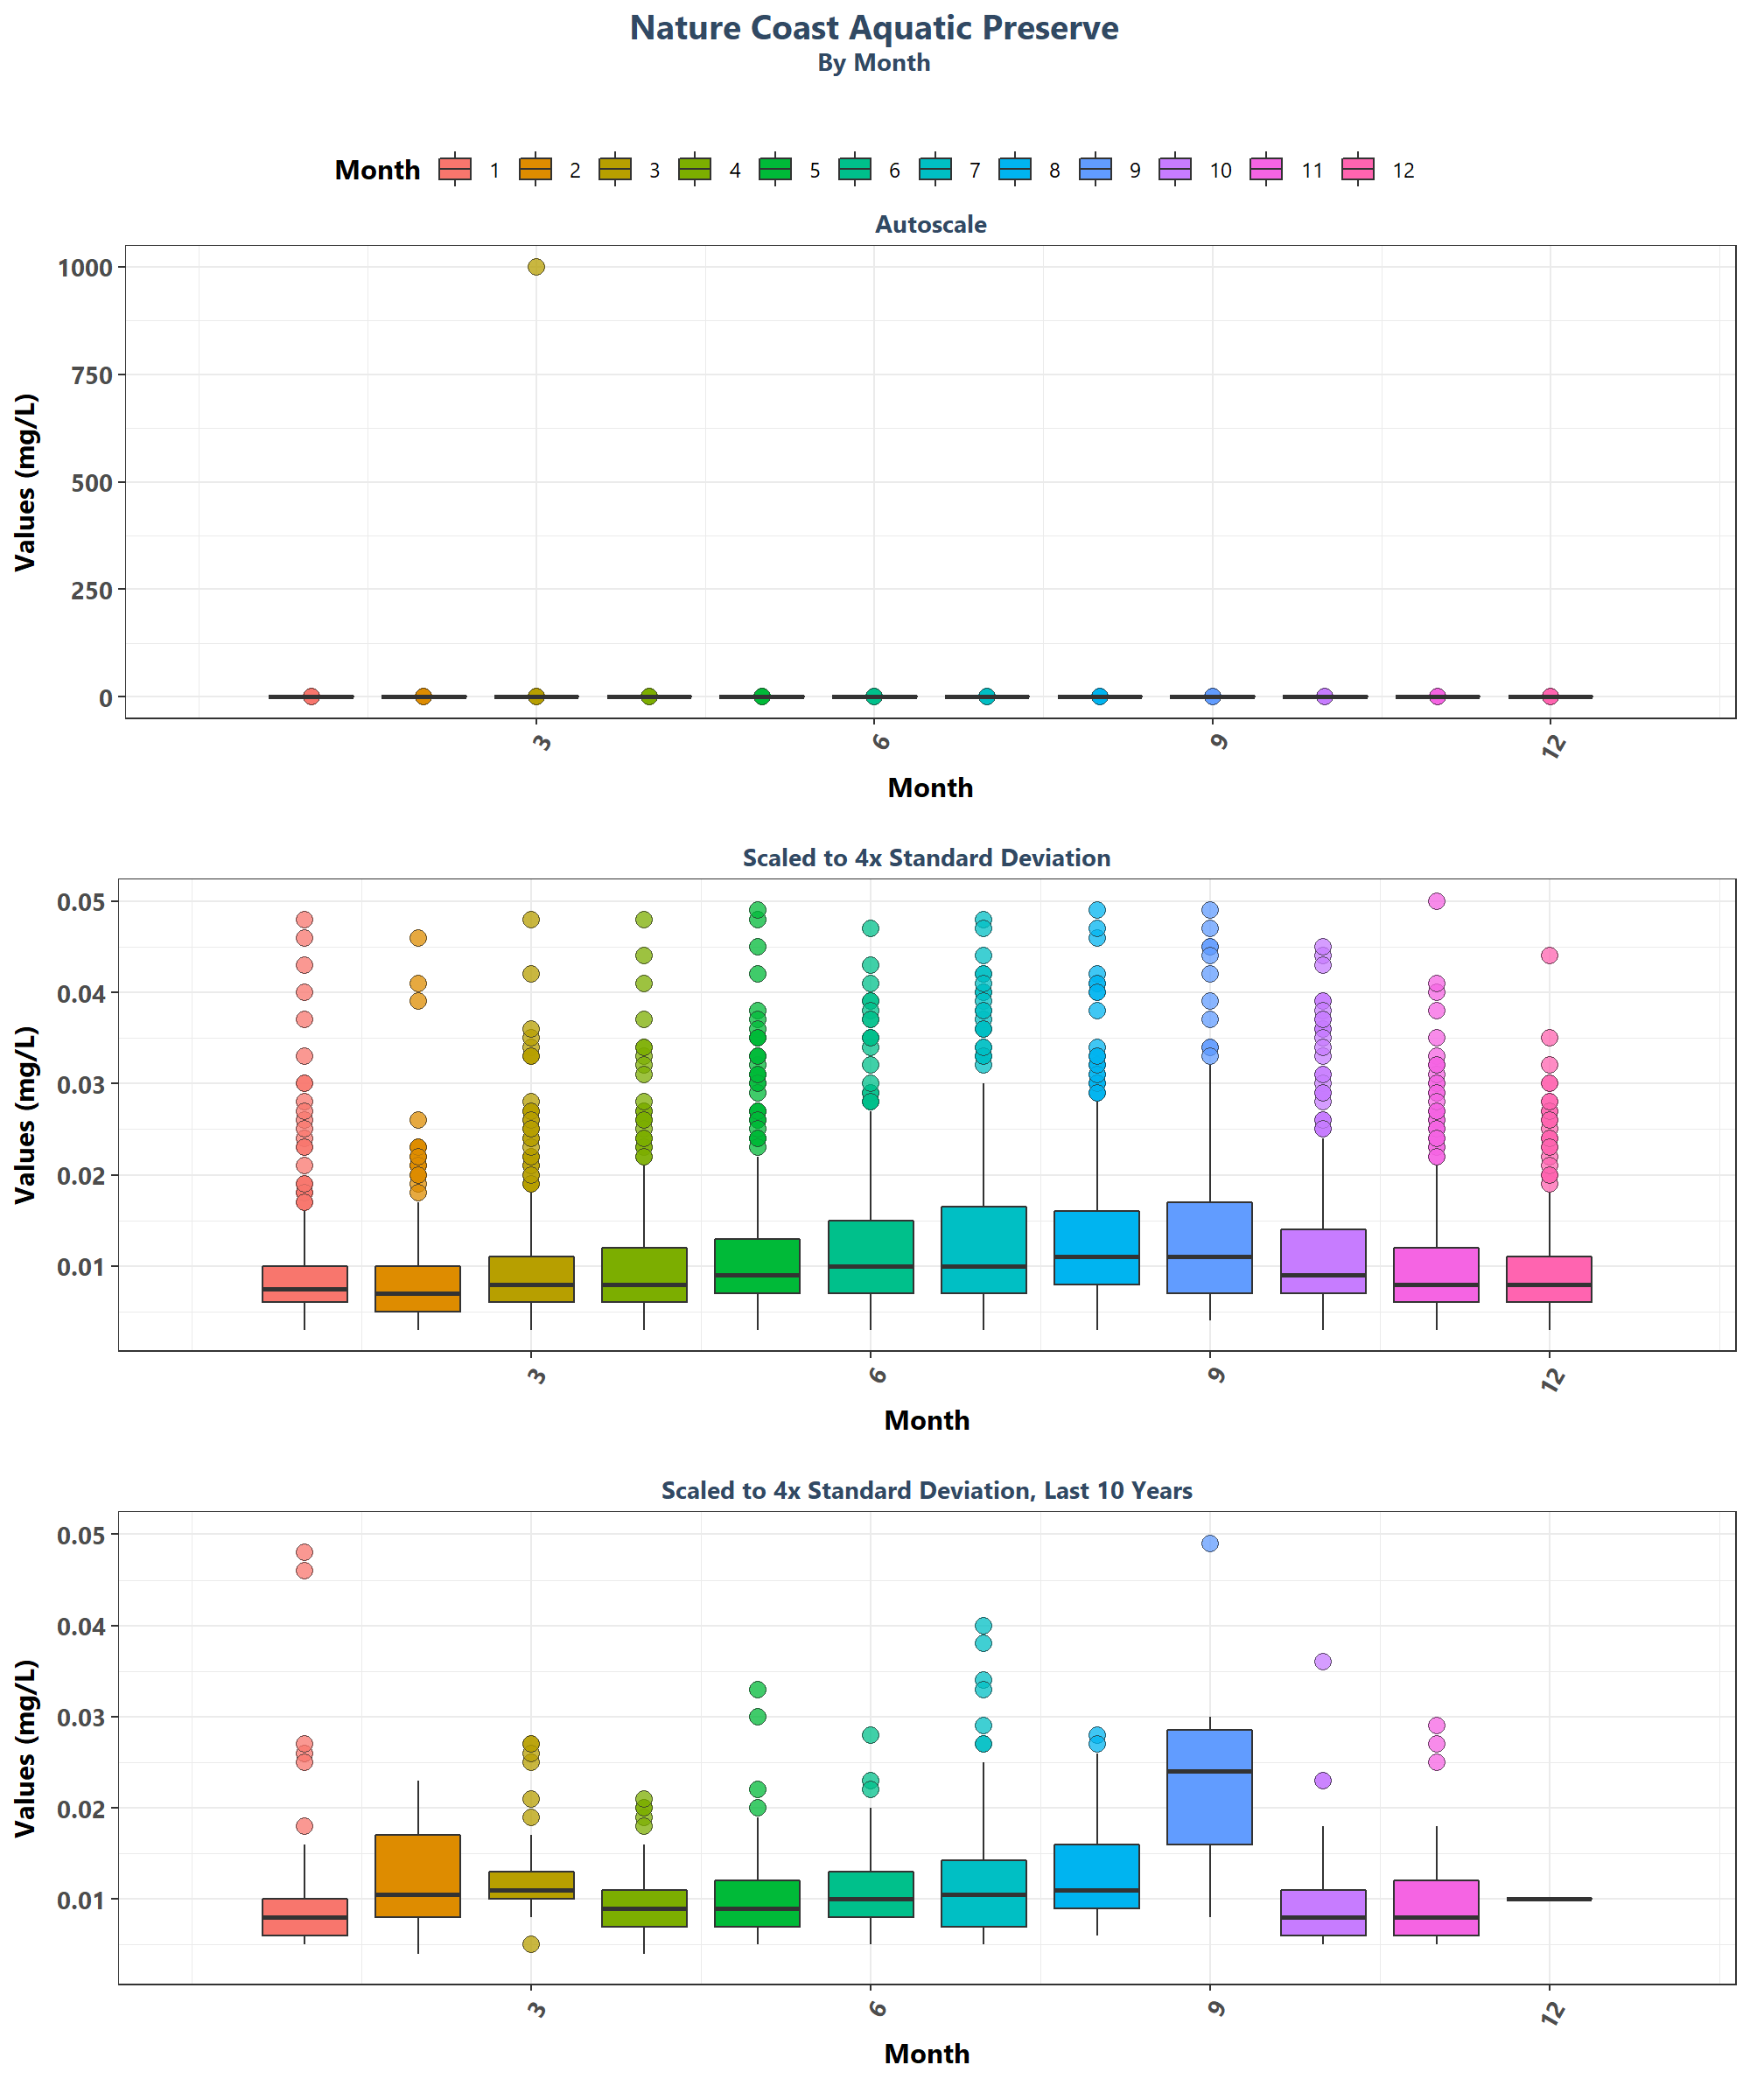 Nature Coast Aquatic Preserve
By Month
Month 1 2 3 4 5 6 7 8 9 10 11 12
Autoscale
Values (mg/L)
1000
750
500
250
0
3 6 9 12
Month
Scaled to 4x Standard Deviation
Values (mg/L)
0.05
0.04
0.03
0.02
0.01
3 6 9 12
Month
Scaled to 4x Standard Deviation, Last 10 Years
Values (mg/L)
0.05
0.04
0.03
0.02
0.01
3 6 9 12
Month